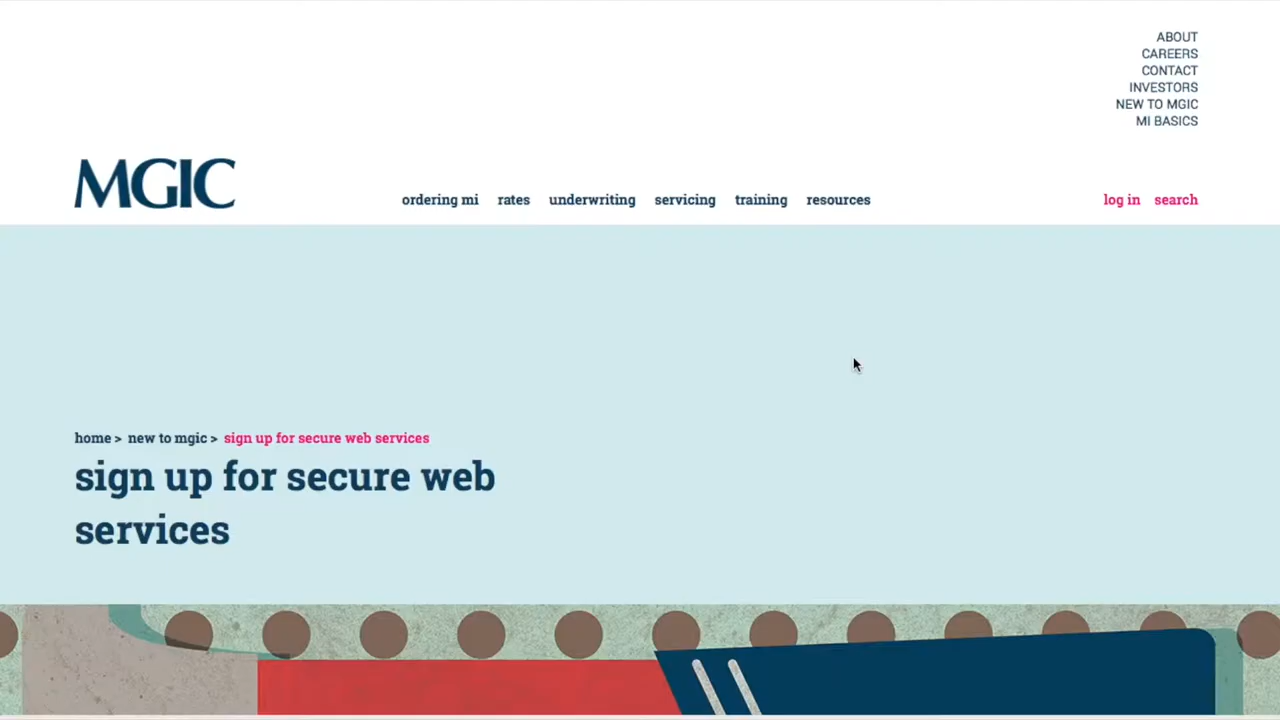 ABOUT
CAREERS
CONTACT
INVESTORS
NEW TO MGIC
MI BASICS
MGIC
ordering mi rates underwriting servicing training resources
log in search
home > new to mgic > sign up for secure web services
sign up for secure web
services